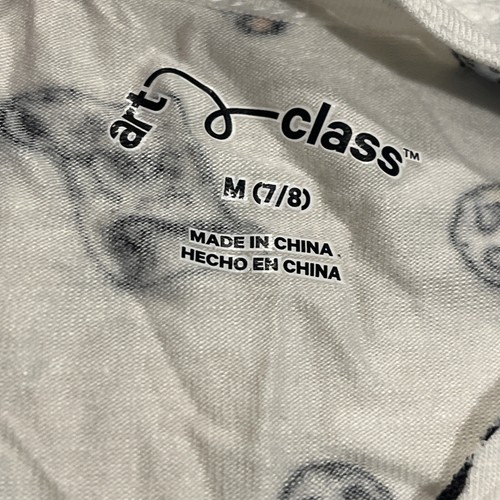 art class™
M (7/8)
MADE IN CHINA
HECHO EN CHINA